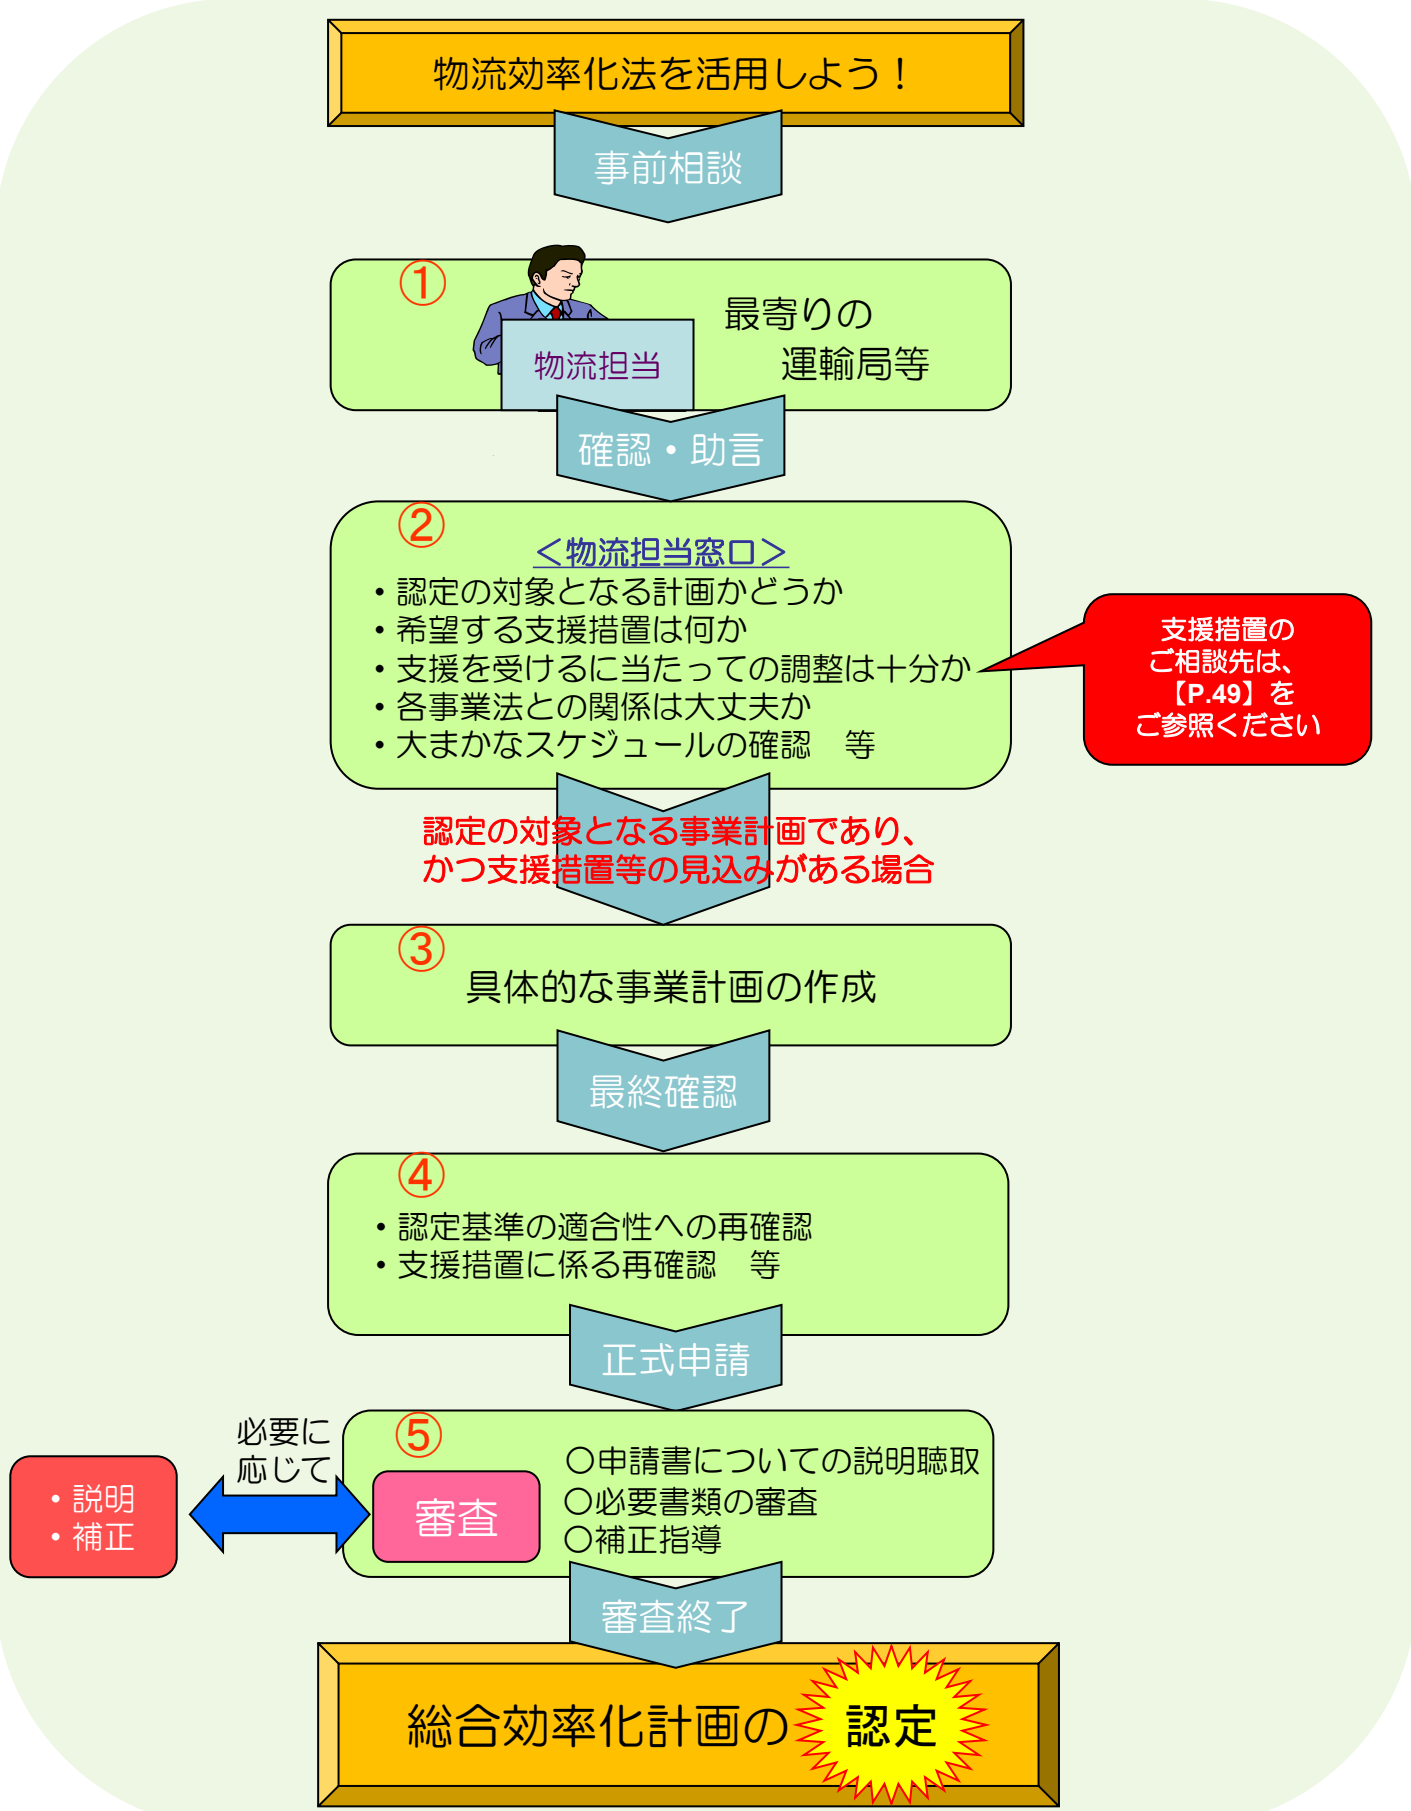 物流効率化法を活用しよう！
事前相談
①
最寄りの
運輸局等
物流担当
確認・助言
②
＜物流担当窓口＞
・認定の対象となる計画かどうか
・希望する支援措置は何か
・支援を受けるに当たっての調整は十分か
・各事業法との関係は大丈夫か
・大まかなスケジュールの確認　等
支援措置の
ご相談先は、
【P.49】を
ご参照ください
認定の対象となる事業計画であり、
かつ支援措置等の見込みがある場合
③
具体的な事業計画の作成
最終確認
④
・認定基準の適合性への再確認
・支援措置に係る再確認　等
正式申請
⑤
必要に
応じて
・説明
・補正
審査
〇申請書についての説明聴取
〇必要書類の審査
〇補正指導
審査終了
総合効率化計画の
認定